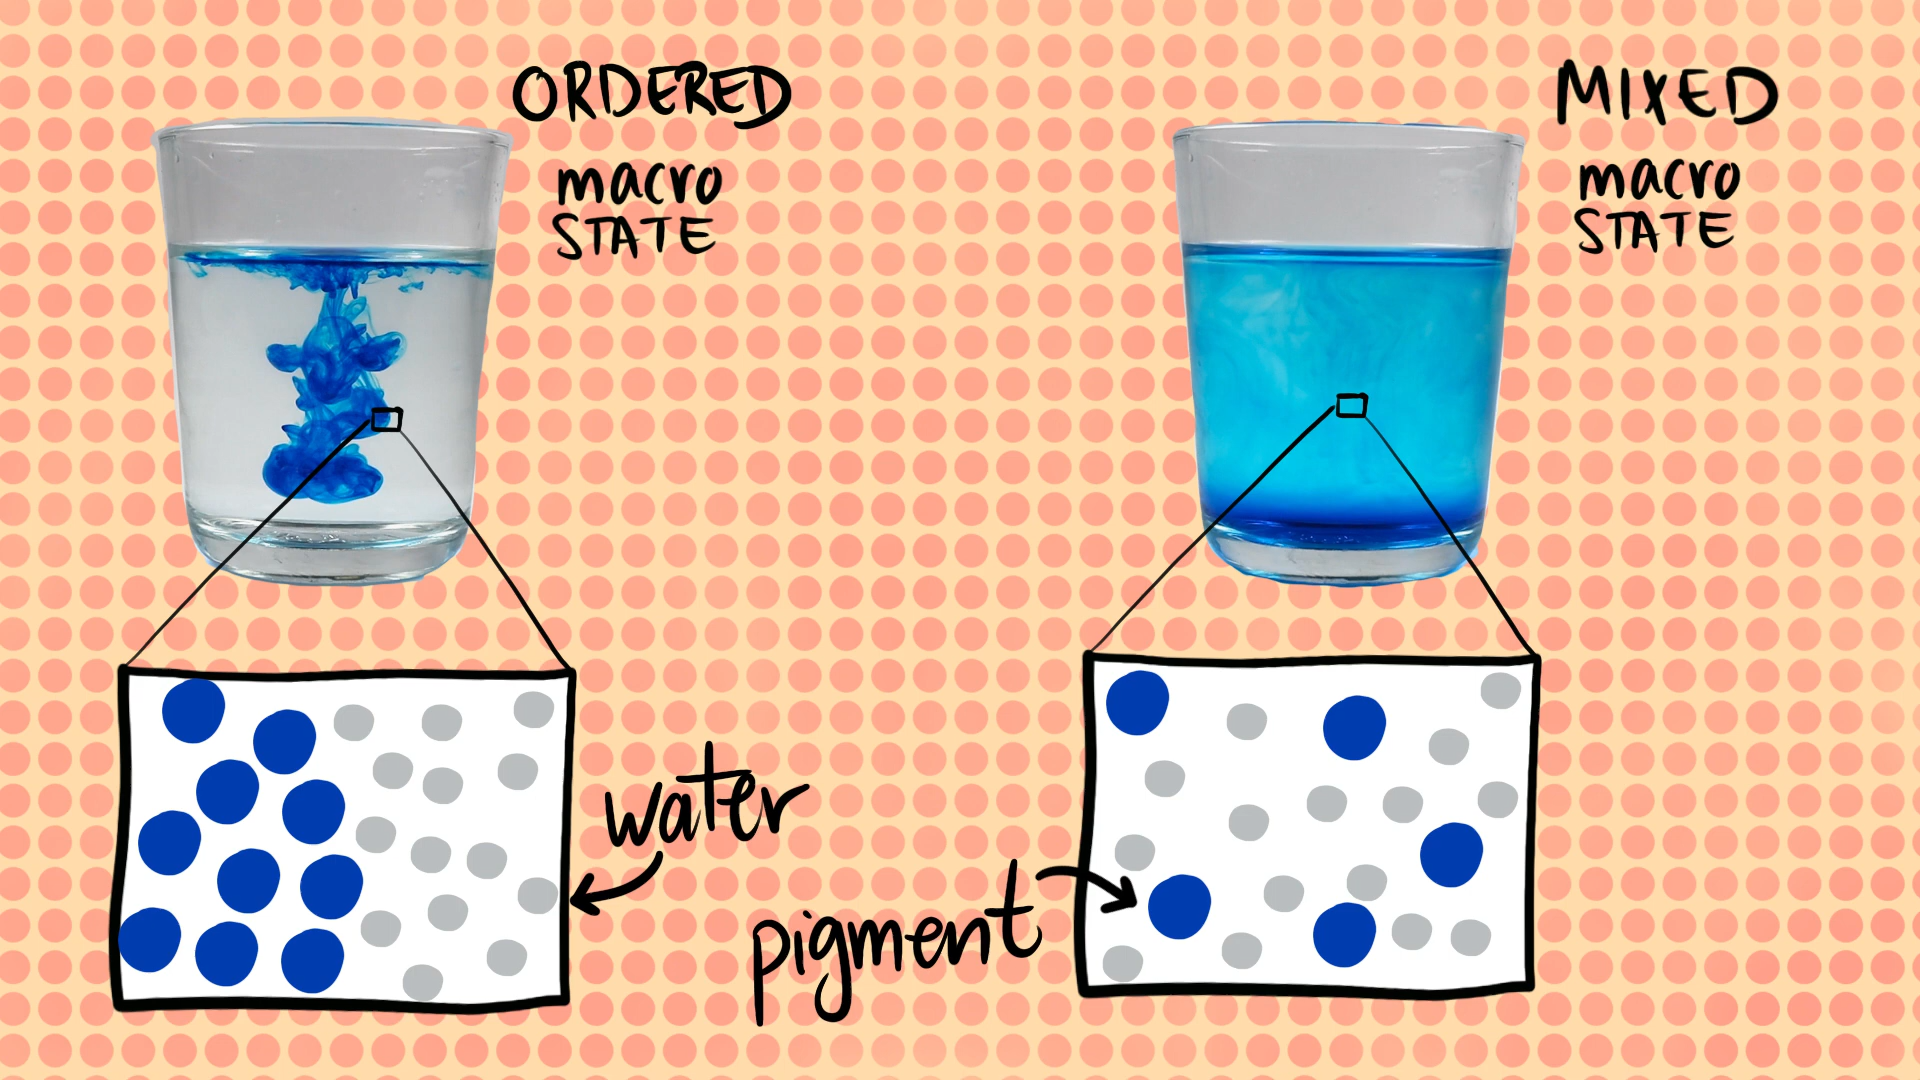 ORDERED
macro
STATE
MIXED
macro
STATE
water
pigment